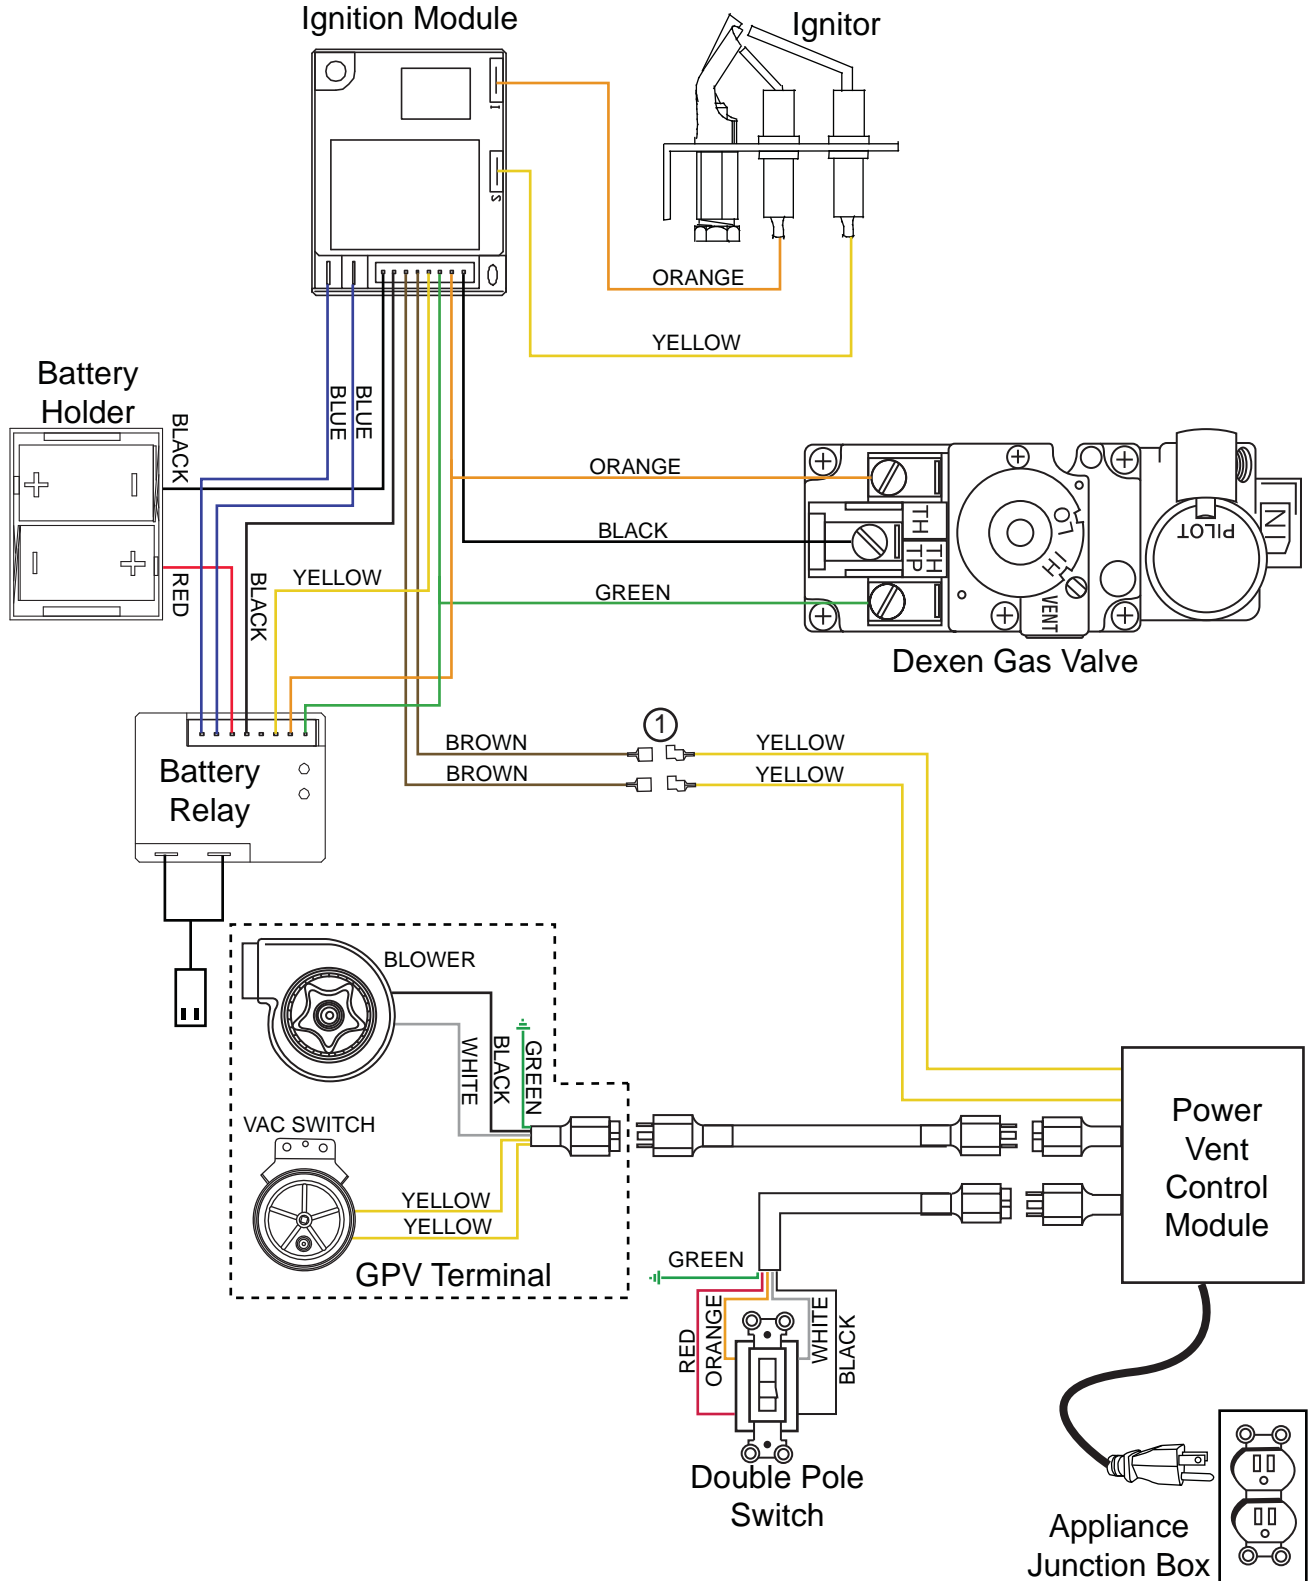 Ignition Module
Ignitor
I
S
ORANGE
YELLOW
Battery
Holder
BLACK
BLUE
BLUE
+
-
-
+
RED
BLACK
YELLOW
ORANGE
BLACK
GREEN
TH
TH
TP
LO
HI
VENT
PILOT
IN
Dexen Gas Valve
Battery
Relay
1
BROWN
YELLOW
BROWN
YELLOW
BLOWER
WHITE
BLACK
GREEN
VAC SWITCH
YELLOW
YELLOW
GPV Terminal
Power
Vent
Control
Module
GREEN
RED
ORANGE
WHITE
BLACK
Double Pole
Switch
Appliance
Junction Box